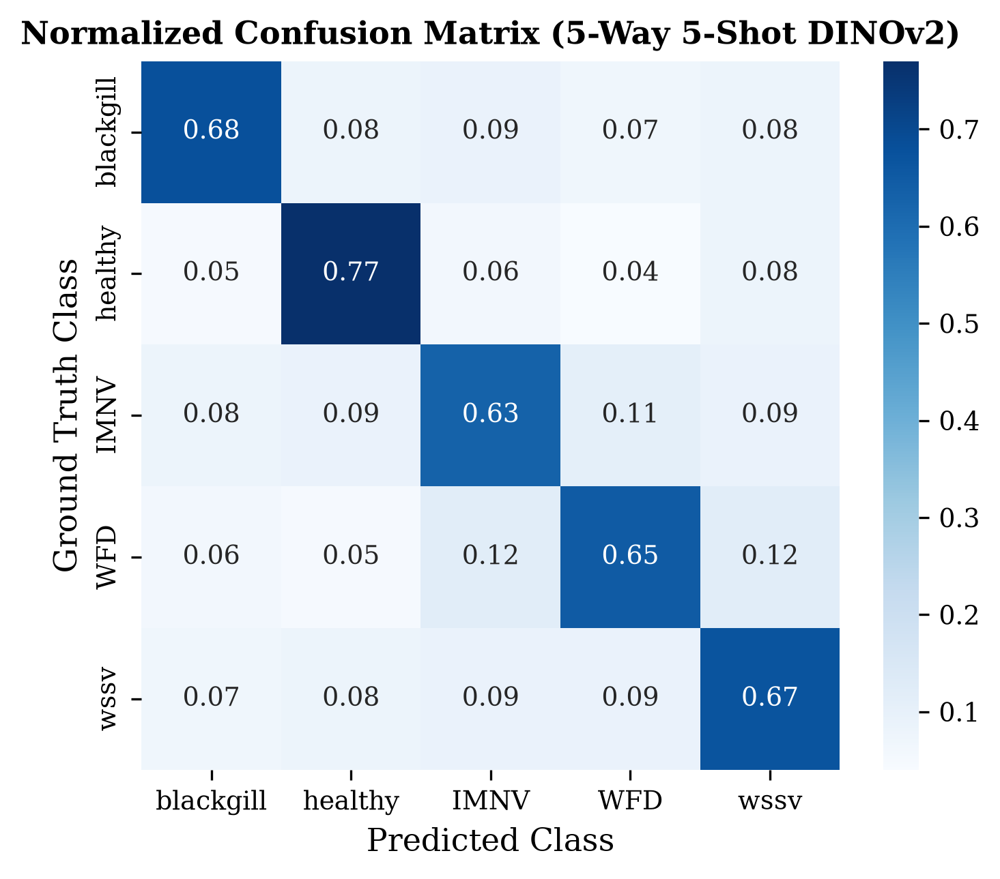 Normalized Confusion Matrix (5-Way 5-Shot DINOv2)
Ground Truth Class
blackgill 0.68 0.08 0.09 0.07 0.08
healthy 0.05 0.77 0.06 0.04 0.08
IMNV 0.08 0.09 0.63 0.11 0.09
WFD 0.06 0.05 0.12 0.65 0.12
wssv 0.07 0.08 0.09 0.09 0.67
blackgill healthy IMNV WFD wssv
Predicted Class
0.7
0.6
0.5
0.4
0.3
0.2
0.1